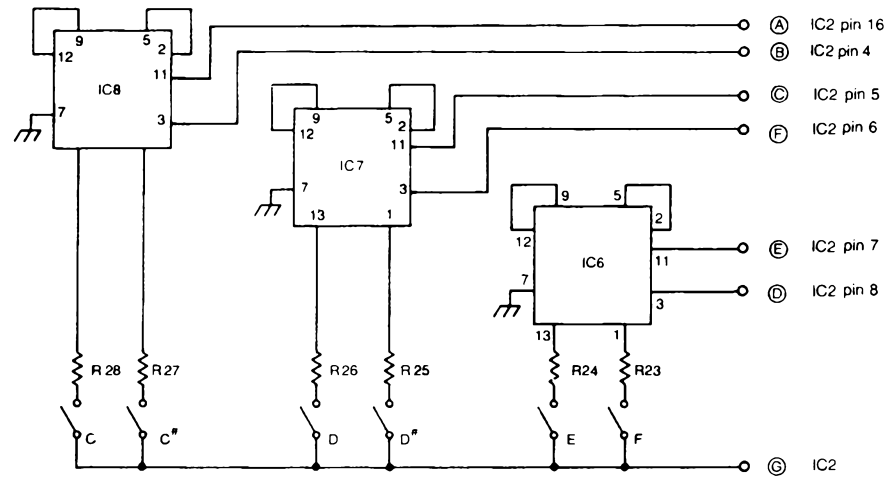 9 5
12 2
IC8 11
7 3
Ⓐ IC2 pin 16
Ⓑ IC2 pin 4
9 5
12 2
11
IC7
7 3
13 1
Ⓒ IC2 pin 5
Ⓕ IC2 pin 6
9 5
12 2
IC6 11
7 3
13 1
Ⓔ IC2 pin 7
Ⓓ IC2 pin 8
R28 R27 R26 R25 R24 R23
C C# D D# E F
Ⓖ IC2